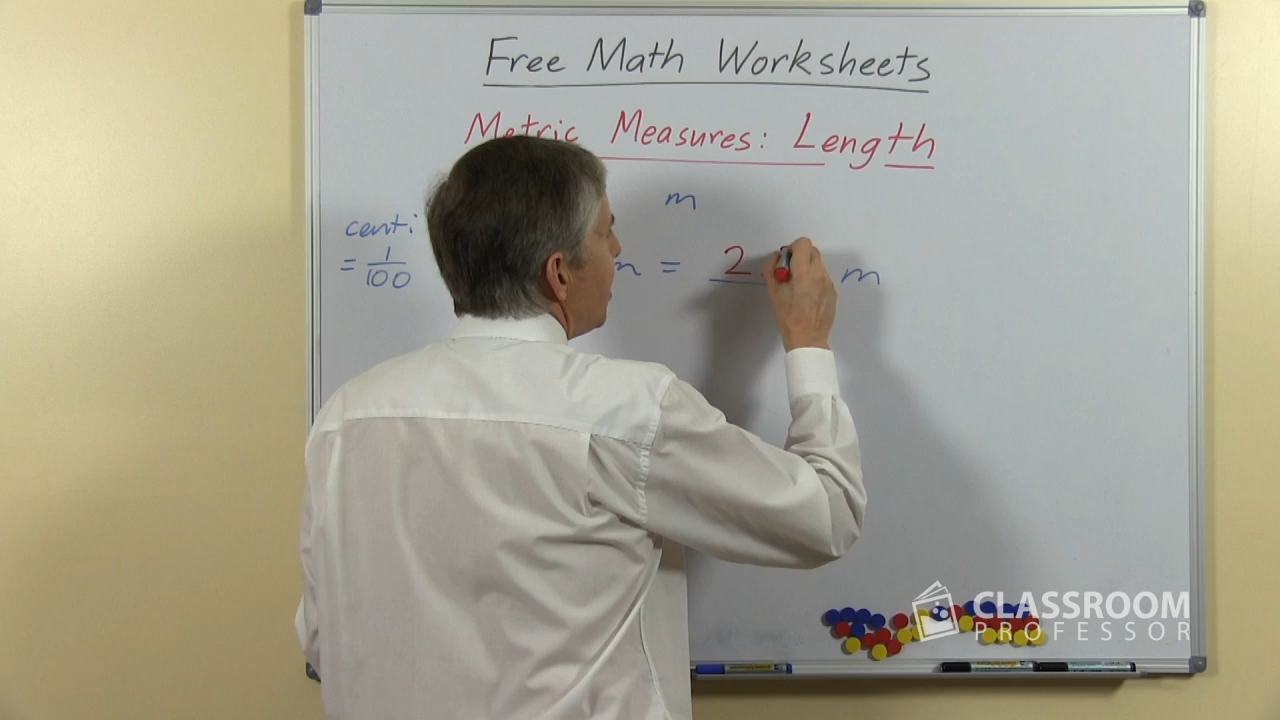 Free Math Worksheets
Metric Measures: Length
m
centi
= 1/100
= 2. m
CLASSROOM
PROFESSOR